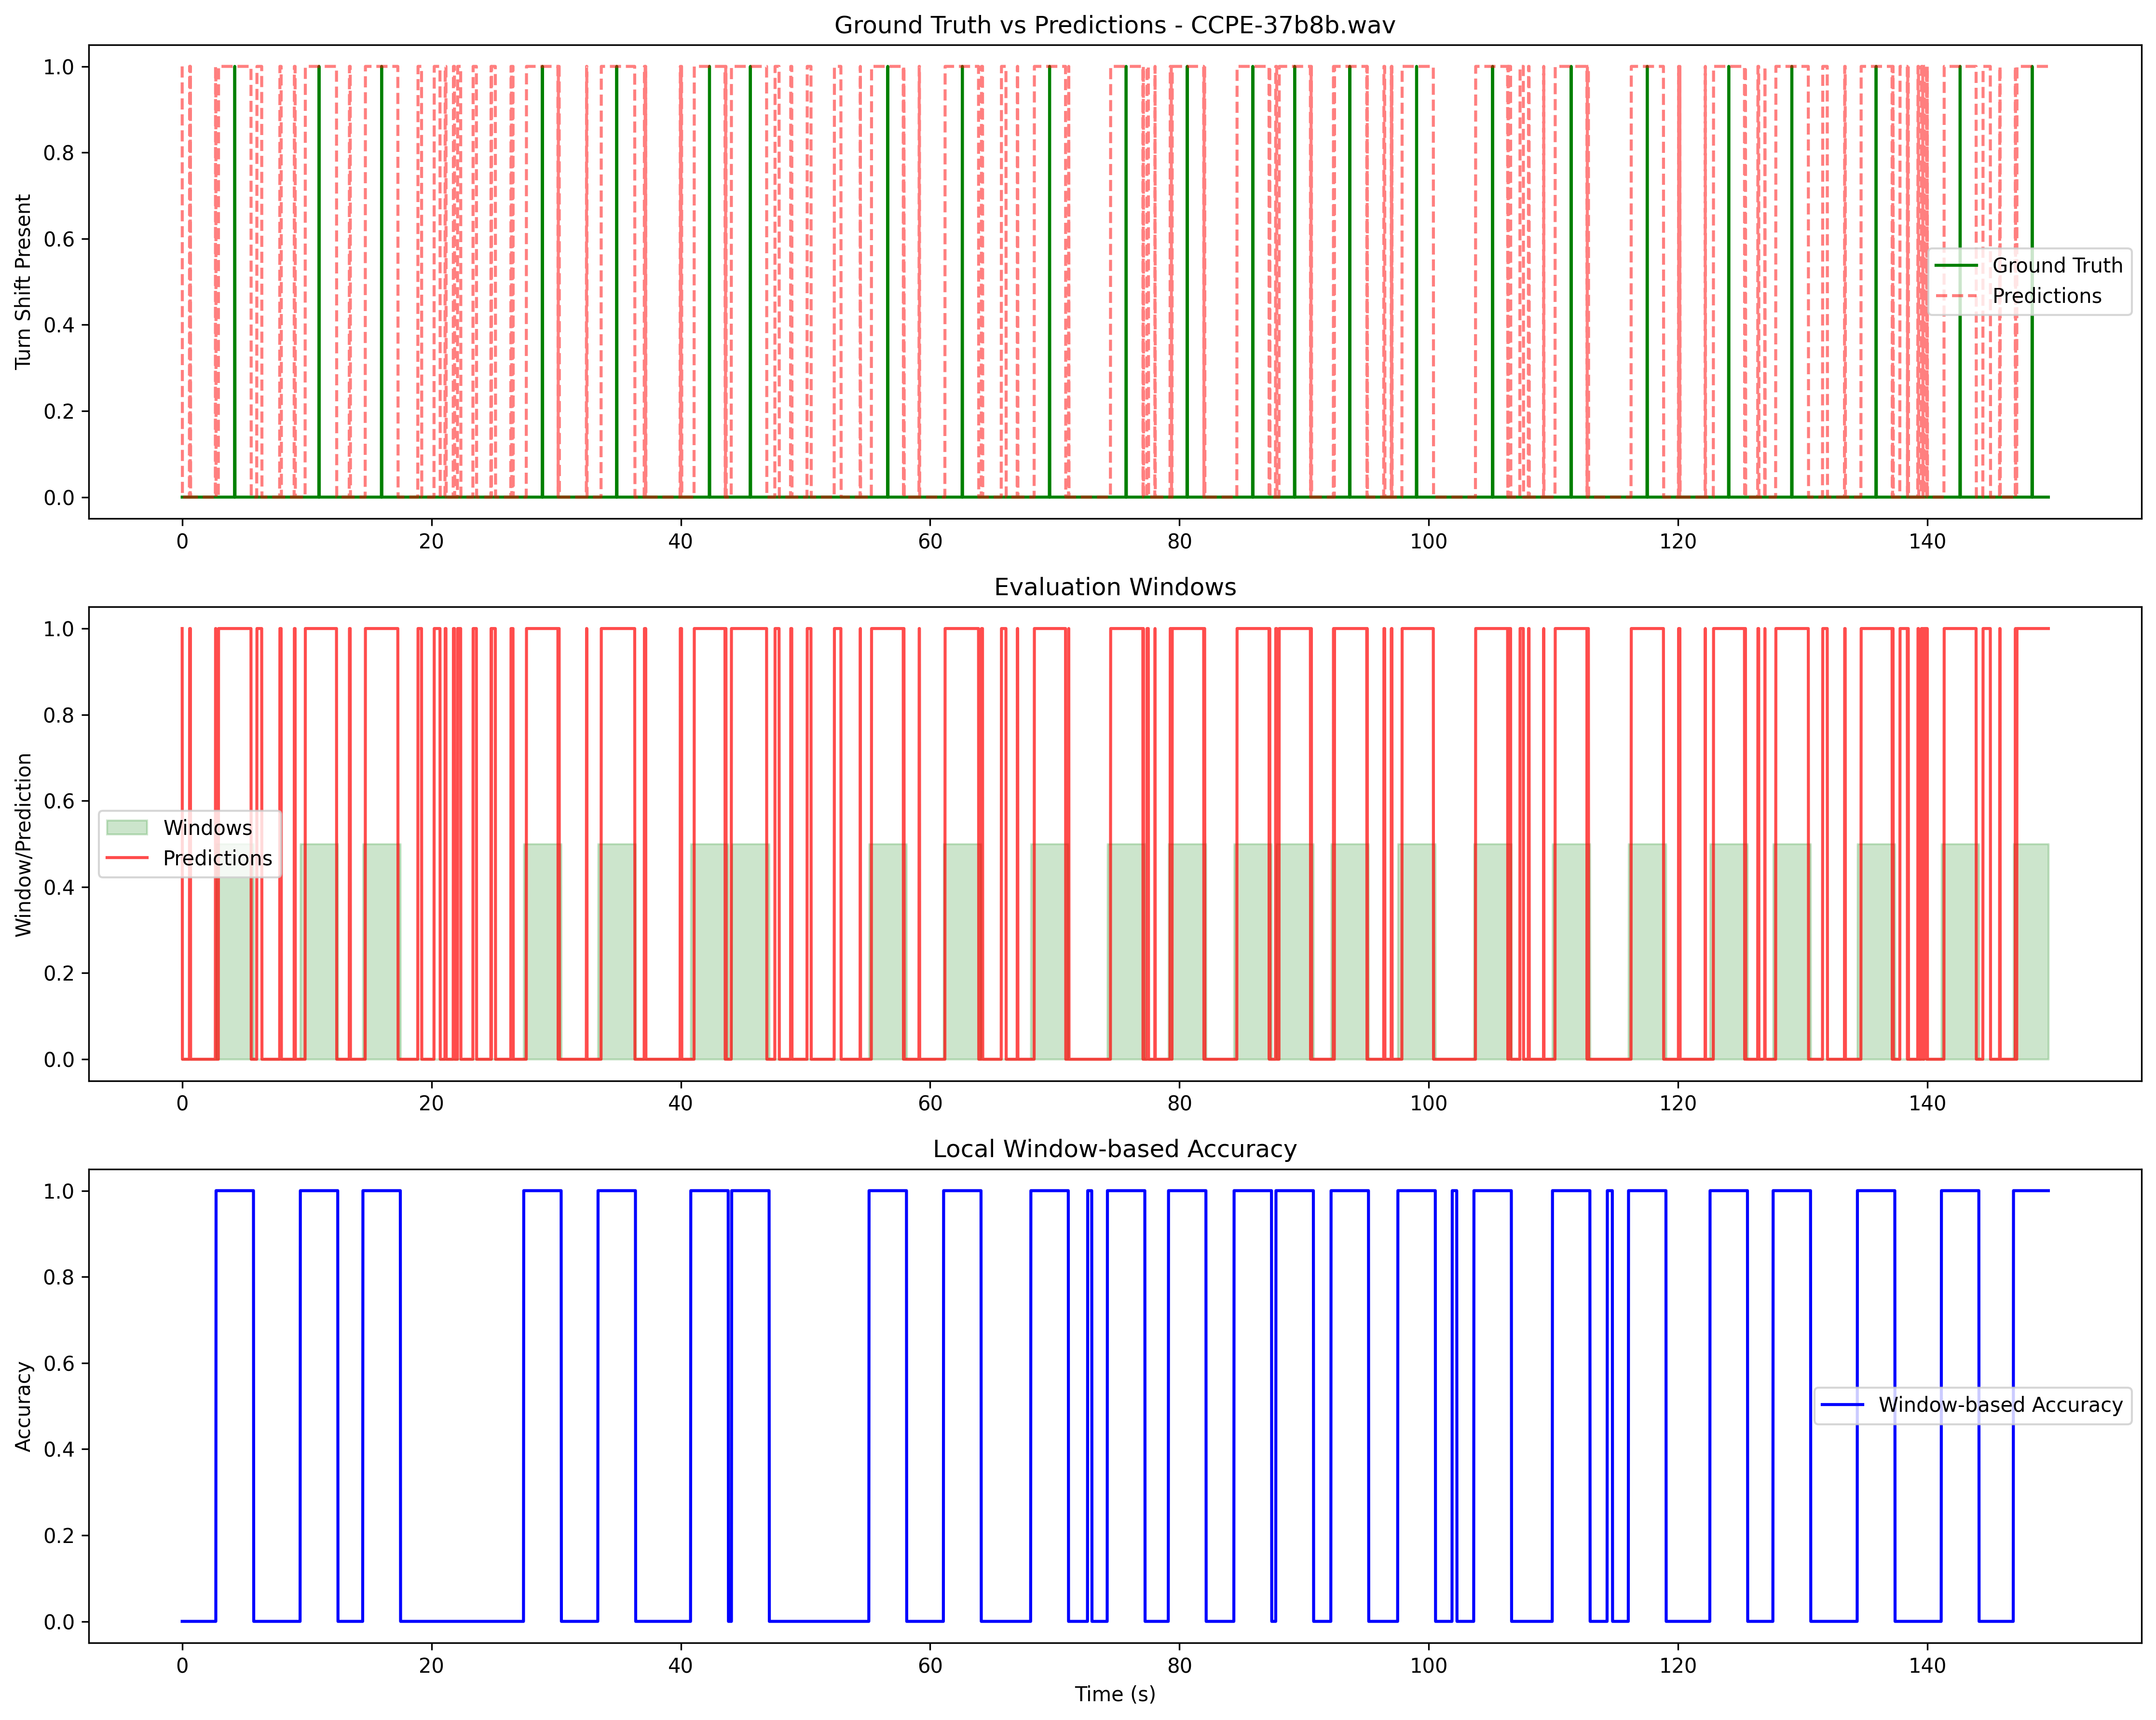 Ground Truth vs Predictions - CCPE-37b8b.wav
1.0
0.8
0.6
0.4
0.2
0.0
Turn Shift Present
Ground Truth
Predictions
0 20 40 60 80 100 120 140
Evaluation Windows
1.0
0.8
0.6
0.4
0.2
0.0
Window/Prediction
Windows
Predictions
0 20 40 60 80 100 120 140
Local Window-based Accuracy
1.0
0.8
0.6
0.4
0.2
0.0
Accuracy
Window-based Accuracy
0 20 40 60 80 100 120 140
Time (s)